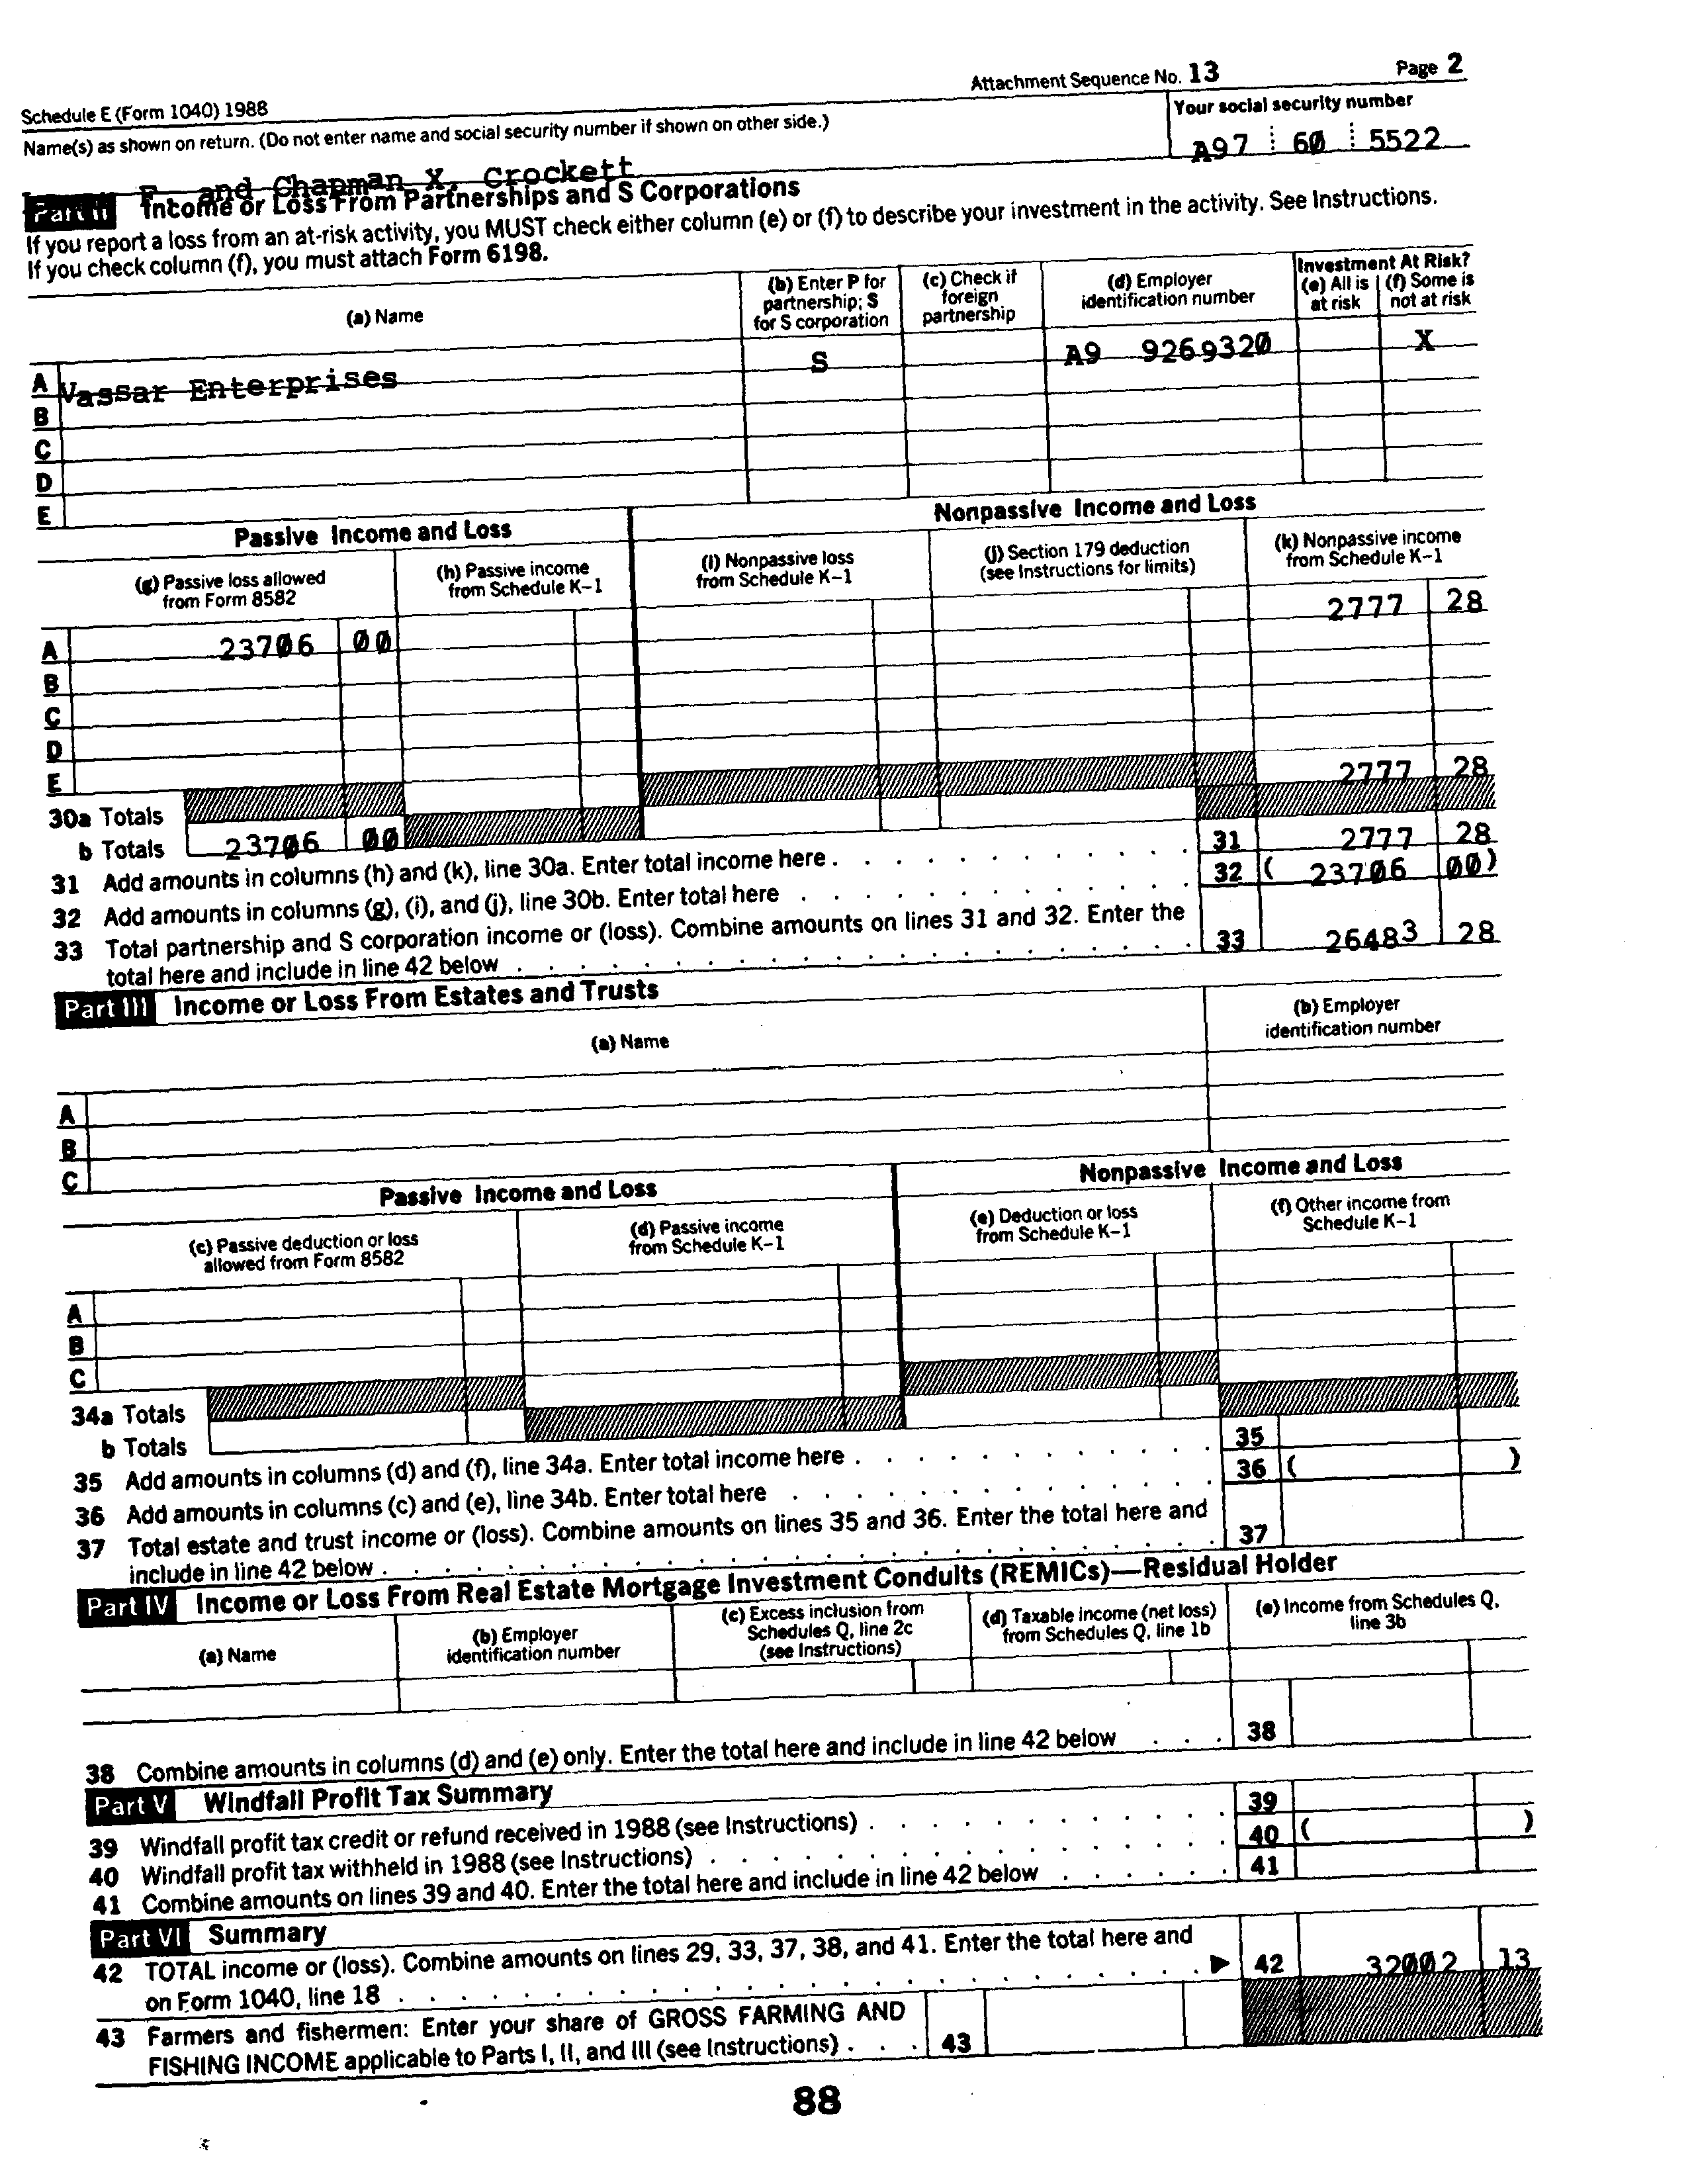 Attachment Sequence No. 13 Page 2
Schedule E (Form 1040) 1988
Name(s) as shown on return. (Do not enter name and social security number if shown on other side.)
Your social security number
A97 60 5522
F. and Chapman X. Crockett
Part II Income or Loss From Partnerships and S Corporations
If you report a loss from an at-risk activity, you MUST check either column (e) or (f) to describe your investment in the activity. See Instructions.
If you check column (f), you must attach Form 6198.
(a) Name
(b) Enter P for partnership; S for S corporation
(c) Check if foreign partnership
(d) Employer identification number
Investment At Risk?
(e) All is at risk
(f) Some is not at risk
A Vassar Enterprises S A9 9269320 X
B
C
D
E
Passive Income and Loss
Nonpassive Income and Loss
(g) Passive loss allowed from Form 8582
(h) Passive income from Schedule K–1
(i) Nonpassive loss from Schedule K–1
(j) Section 179 deduction (see Instructions for limits)
(k) Nonpassive income from Schedule K–1
A 23706 00 2777 28
B
C
D
E
30a Totals 2777 28
b Totals 23706 00
31 Add amounts in columns (h) and (k), line 30a. Enter total income here . 31 2777 28
32 Add amounts in columns (g), (i), and (j), line 30b. Enter total here 32 ( 23706 00)
33 Total partnership and S corporation income or (loss). Combine amounts on lines 31 and 32. Enter the
total here and include in line 42 below 33 26483 28
Part III Income or Loss From Estates and Trusts
(a) Name
(b) Employer identification number
A
B
C
Passive Income and Loss
Nonpassive Income and Loss
(c) Passive deduction or loss allowed from Form 8582
(d) Passive income from Schedule K–1
(e) Deduction or loss from Schedule K–1
(f) Other income from Schedule K–1
A
B
C
34a Totals
b Totals
35 Add amounts in columns (d) and (f), line 34a. Enter total income here . 35
36 Add amounts in columns (c) and (e), line 34b. Enter total here 36 ( )
37 Total estate and trust income or (loss). Combine amounts on lines 35 and 36. Enter the total here and
include in line 42 below . 37
Part IV Income or Loss From Real Estate Mortgage Investment Conduits (REMICs)—Residual Holder
(a) Name
(b) Employer identification number
(c) Excess inclusion from Schedules Q, line 2c (see Instructions)
(d) Taxable income (net loss) from Schedules Q, line 1b
(e) Income from Schedules Q, line 3b
38 Combine amounts in columns (d) and (e) only. Enter the total here and include in line 42 below 38
Part V Windfall Profit Tax Summary
39 Windfall profit tax credit or refund received in 1988 (see Instructions) . 39
40 Windfall profit tax withheld in 1988 (see Instructions) 40 ( )
41 Combine amounts on lines 39 and 40. Enter the total here and include in line 42 below 41
Part VI Summary
42 TOTAL income or (loss). Combine amounts on lines 29, 33, 37, 38, and 41. Enter the total here and
on Form 1040, line 18 ▶ 42 32002 13
43 Farmers and fishermen: Enter your share of GROSS FARMING AND
FISHING INCOME applicable to Parts I, II, and III (see Instructions) . 43
88